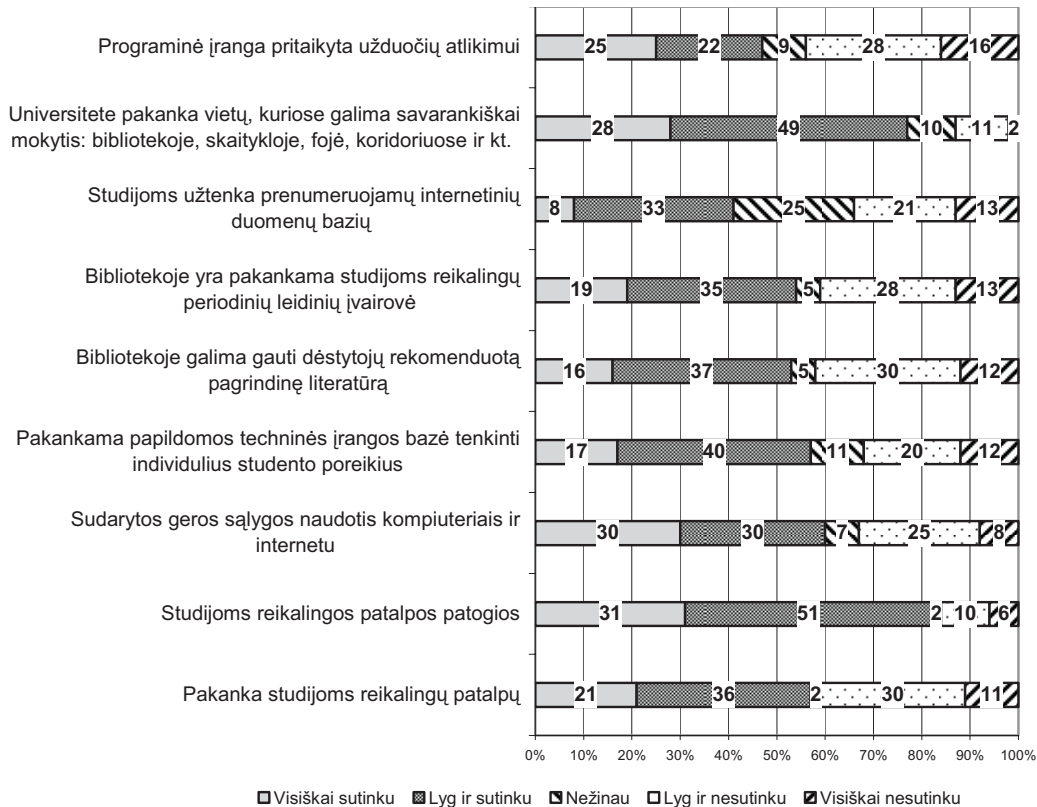 Programinė įranga pritaikyta užduočių atlikimui
25 22 9 28 16
Universitete pakanka vietų, kuriose galima savarankiškai
mokytis: bibliotekoje, skaitykloje, fojė, koridoriuose ir kt.
28 49 10 11 2
Studijoms užtenka prenumeruojamų internetinių
duomenų bazių
8 33 25 21 13
Bibliotekoje yra pakankama studijoms reikalingų
periodinių leidinių įvairovė
19 35 5 28 13
Bibliotekoje galima gauti dėstytojų rekomenduotą
pagrindinę literatūrą
16 37 5 30 12
Pakankama papildomos techninės įrangos bazė tenkinti
individulius studento poreikius
17 40 11 20 12
Sudarytos geros sąlygos naudotis kompiuteriais ir
internetu
30 30 7 25 8
Studijoms reikalingos patalpos patogios
31 51 2 10 6
Pakanka studijoms reikalingų patalpų
21 36 2 30 11
0% 10% 20% 30% 40% 50% 60% 70% 80% 90% 100%
Visiškai sutinku Lyg ir sutinku Nežinau Lyg ir nesutinku Visiškai nesutinku